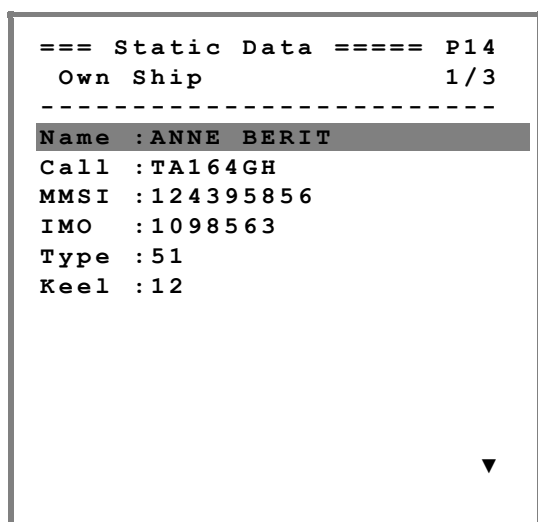 === Static Data ===== P14
Own Ship 1/3
-------------------------
Name :ANNE BERIT
Call :TA164GH
MMSI :124395856
IMO :1098563
Type :51
Keel :12
▼